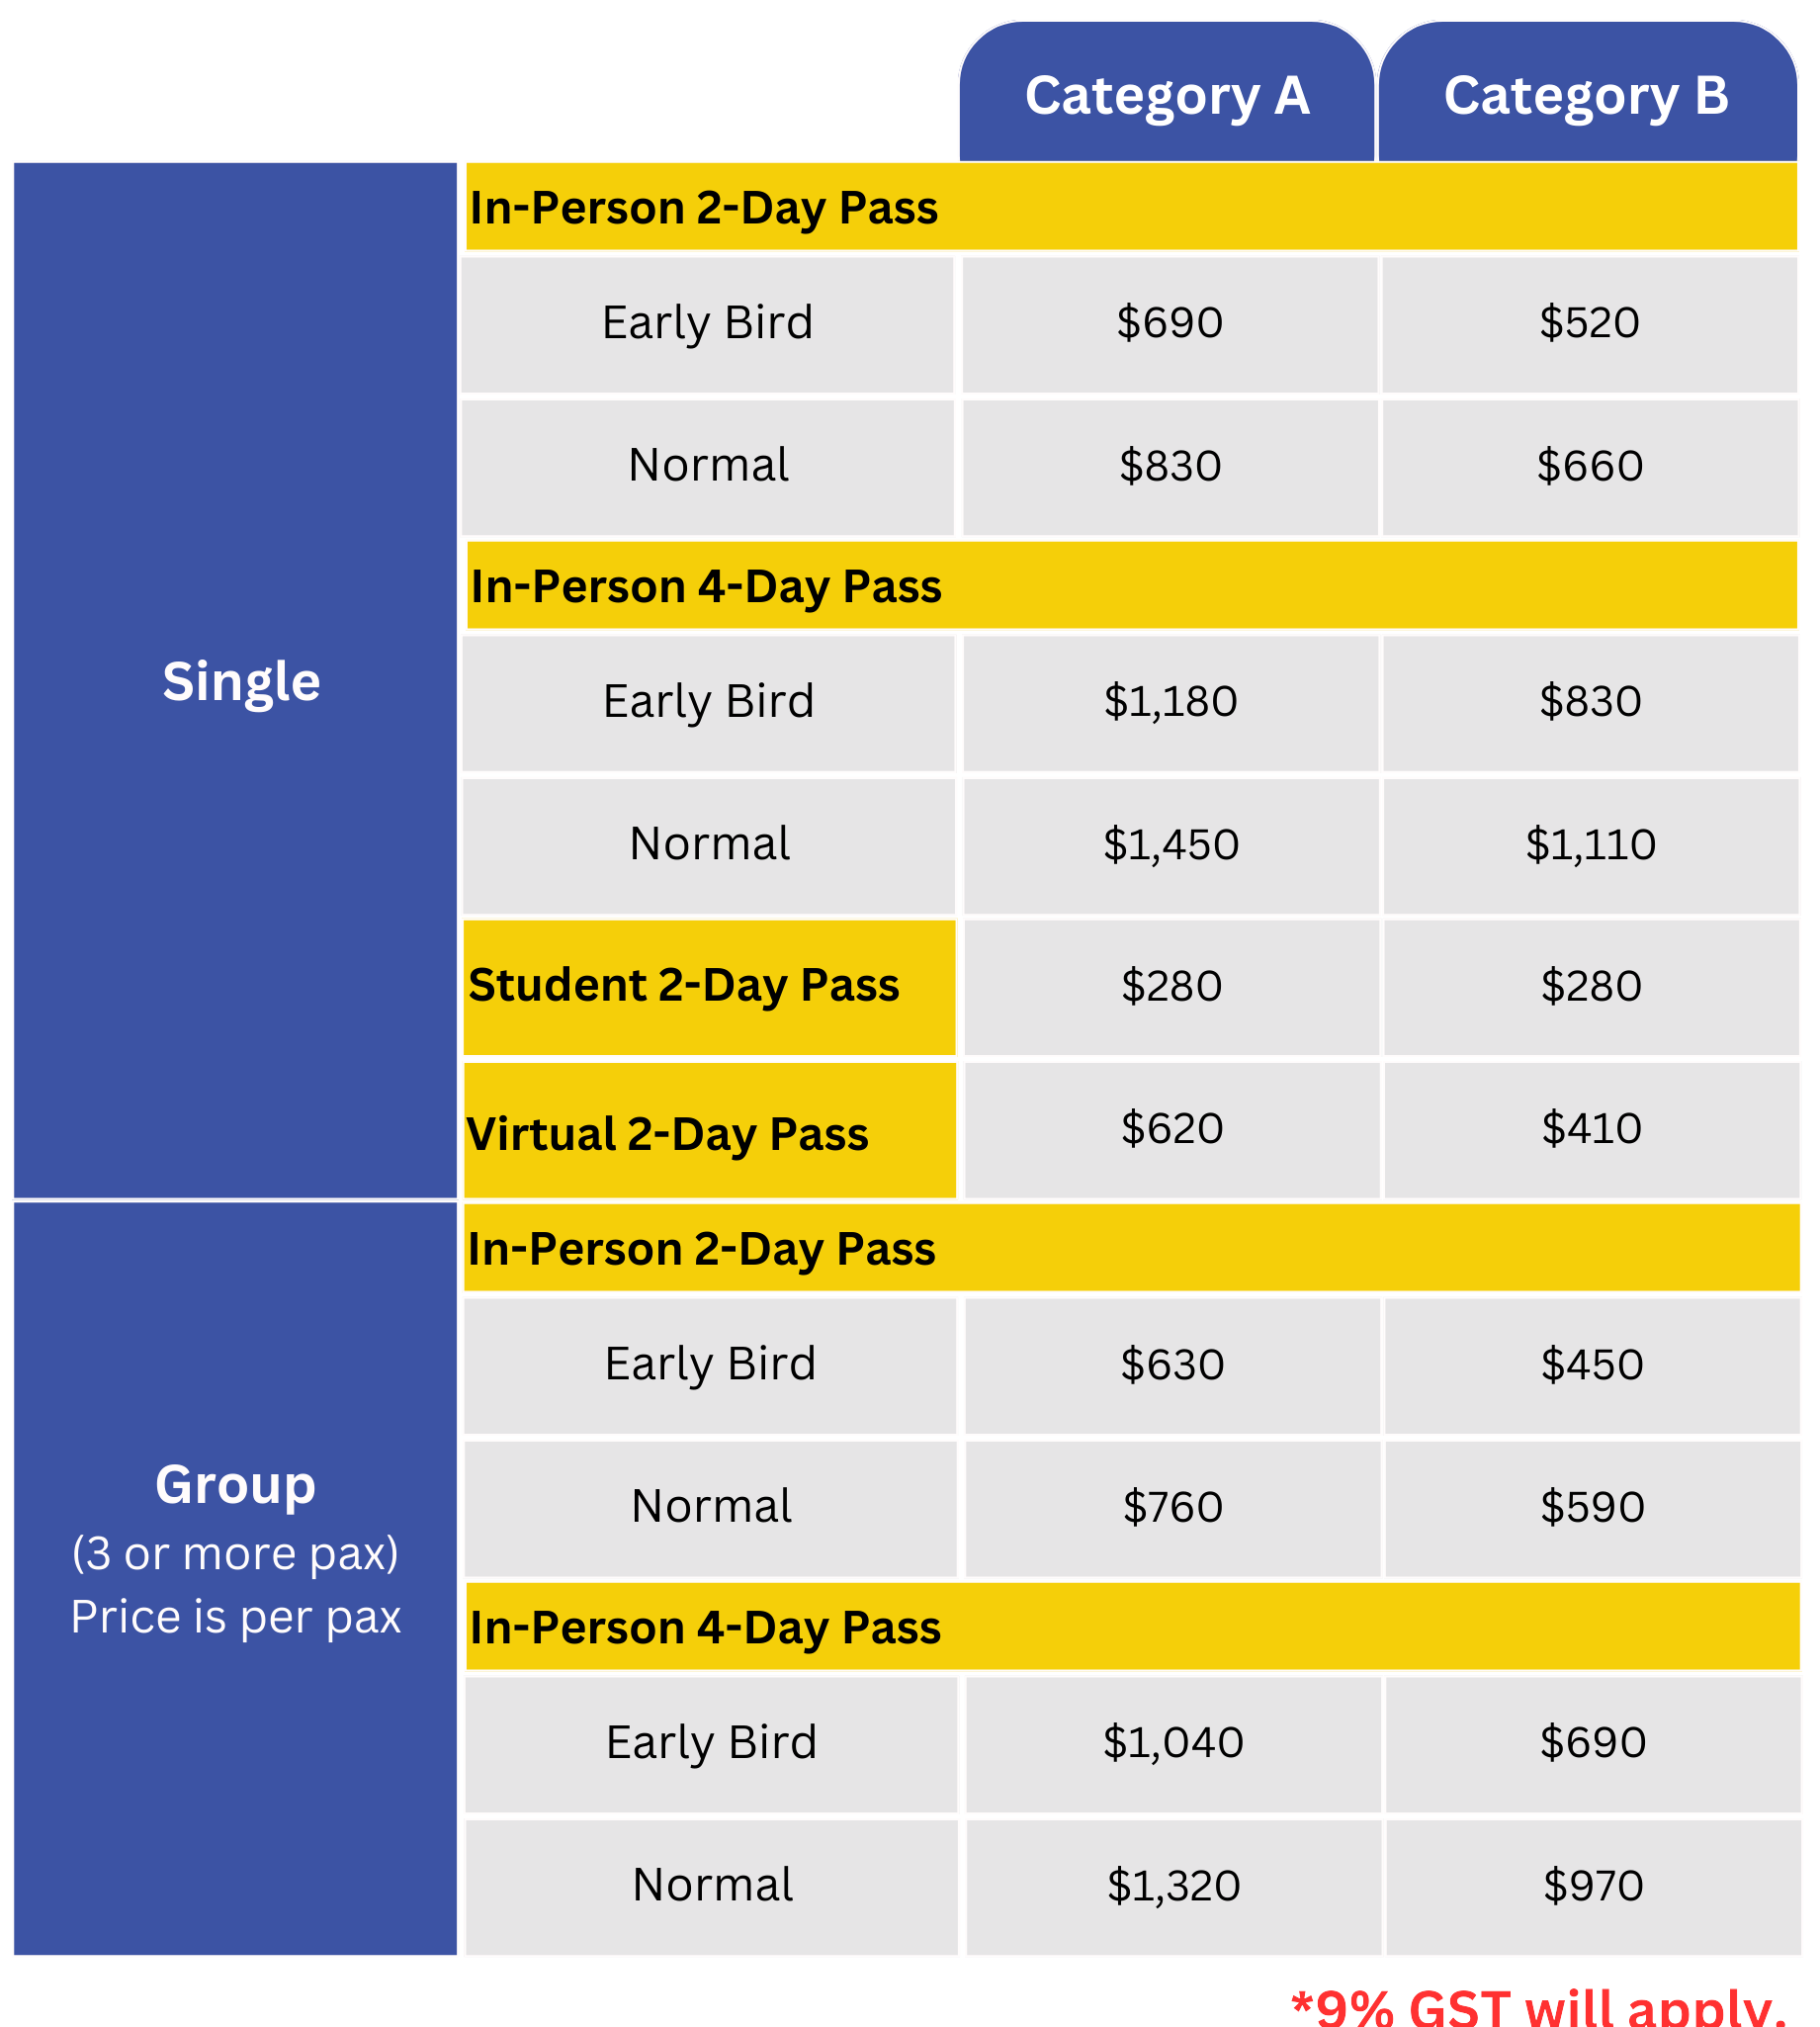 Category A Category B
Single
In-Person 2-Day Pass
Early Bird $690 $520
Normal $830 $660
In-Person 4-Day Pass
Early Bird $1,180 $830
Normal $1,450 $1,110
Student 2-Day Pass $280 $280
Virtual 2-Day Pass $620 $410
Group
(3 or more pax)
Price is per pax
In-Person 2-Day Pass
Early Bird $630 $450
Normal $760 $590
In-Person 4-Day Pass
Early Bird $1,040 $690
Normal $1,320 $970
*9% GST will apply.